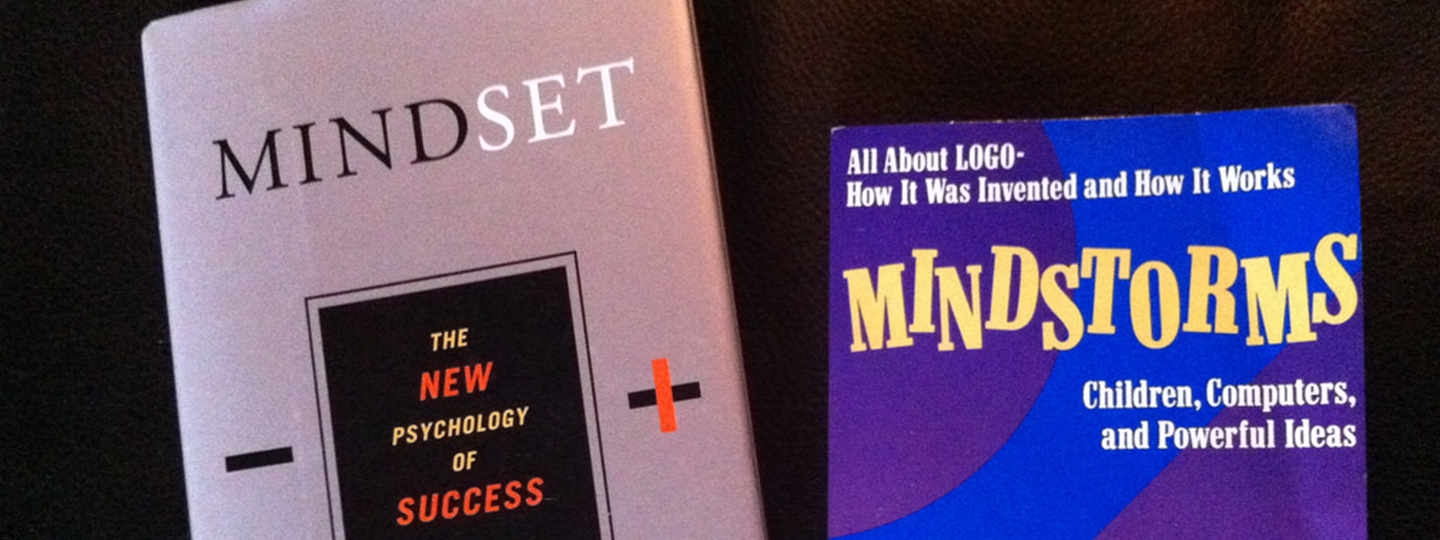 MINDSET
THE
NEW
PSYCHOLOGY
OF
SUCCESS
All About LOGO-
How It Was Invented and How It Works
MINDSTORMS
Children, Computers,
and Powerful Ideas